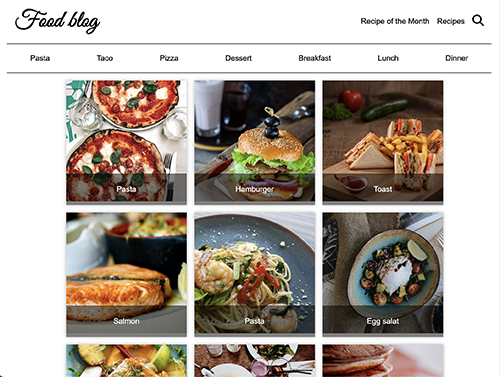 Food blog
Recipe of the Month Recipes
Pasta Taco Pizza Dessert Breakfast Lunch Dinner
Pasta Hamburger Toast
Salmon Pasta Egg salat